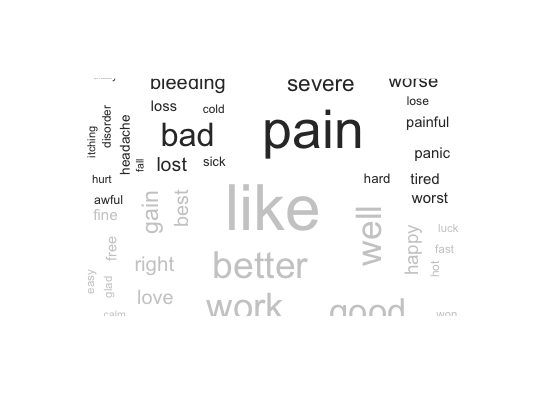 bleeding
severe
worse
loss
cold
lose
itching
disorder
headache
fall
bad
pain
painful
lost
sick
panic
hurt
hard
tired
awful
worst
fine
gain
best
like
well
happy
luck
free
right
better
fast
hot
easy
glad
love
work
good
calm
won